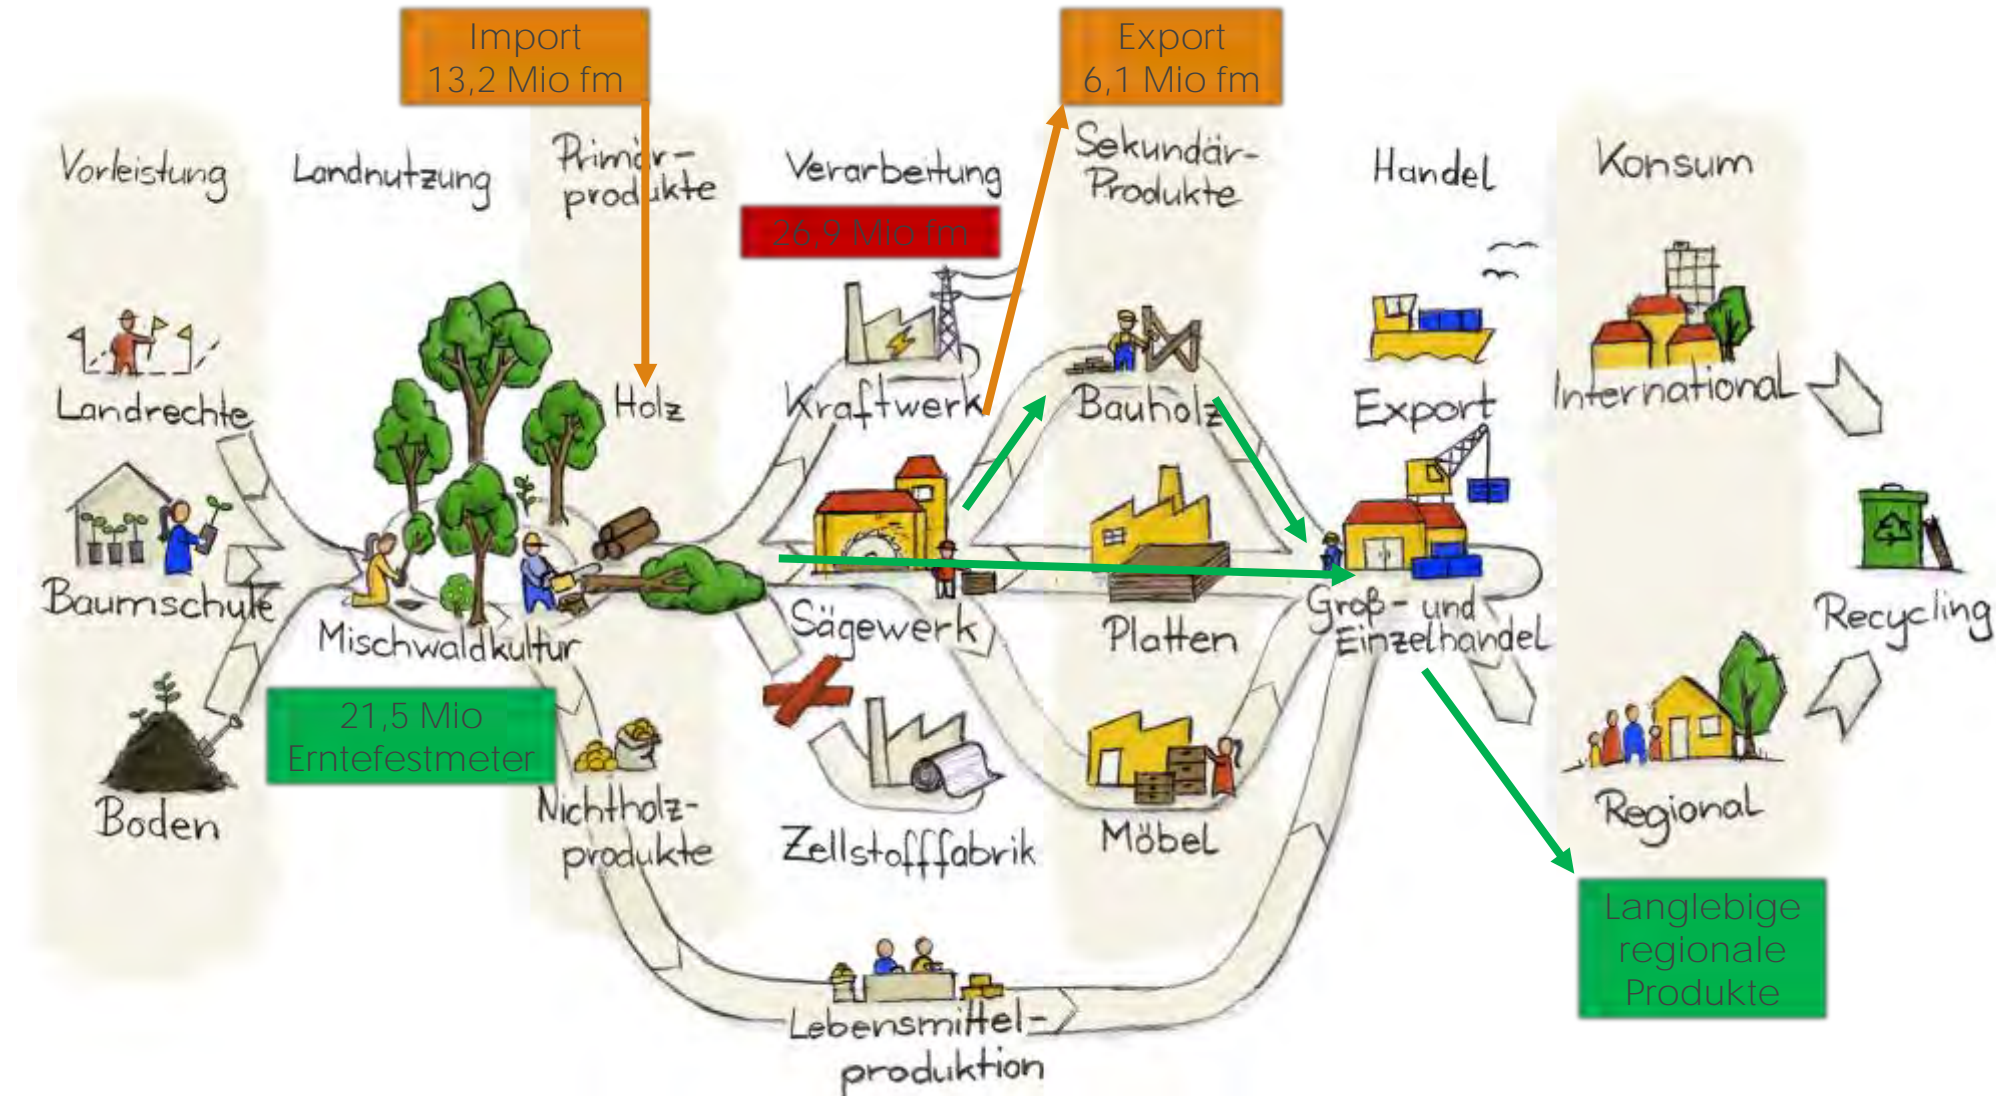 Import
13,2 Mio fm
Export
6,1 Mio fm
Vorleistung
Landnutzung
Primär-
produkte
Verarbeitung
Sekundär-
Produkte
Handel
Konsum
26,9 Mio fm
Landrechte
Holz
Kraftwerk
Bauholz
Export
International
Baumschule
Mischwaldkultur
Sägewerk
Platten
Groß- und
Einzelhandel
Recycling
21,5 Mio
Erntefestmeter
Boden
Nichtholz-
produkte
Zellstofffabrik
Möbel
Regional
Langlebige
regionale
Produkte
Lebensmittel-
produktion